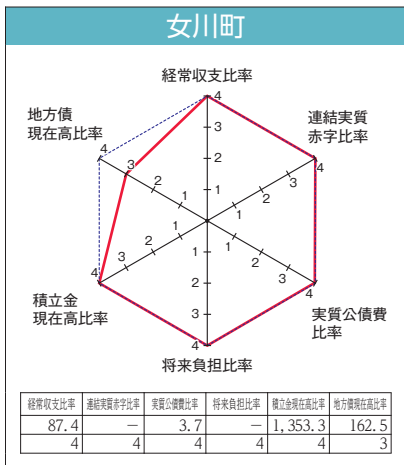 女川町
経常収支比率
地方債
現在高比率
連結実質
赤字比率
4
4
4
3
3
3
2
2
2
1
1
1
1
1
1
2
2
2
3
3
3
4
4
4
積立金
現在高比率
実質公債費
比率
将来負担比率
経常収支比率 連結実質赤字比率 実質公債費比率 将来負担比率 積立金現在高比率 地方債現在高比率
87.4 － 3.7 － 1,353.3 162.5
4 4 4 4 4 3